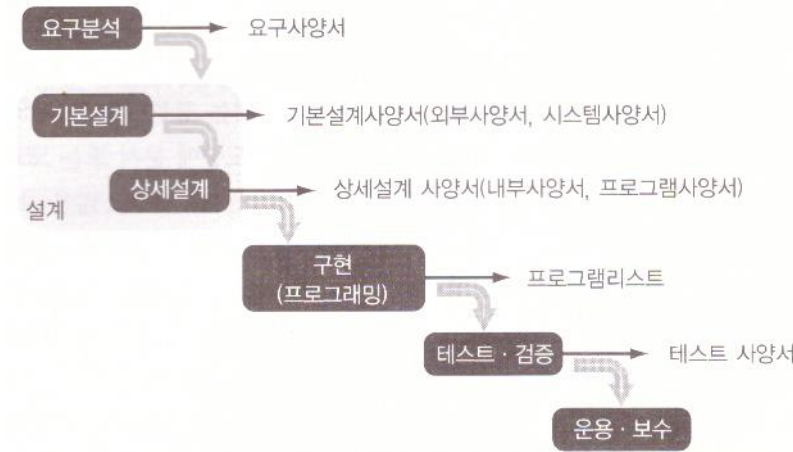 요구분석 요구사양서
기본설계 기본설계사양서(외부사양서, 시스템사양서)
상세설계 상세설계 사양서(내부사양서, 프로그램사양서)
설계
구현
(프로그래밍) 프로그램리스트
테스트 · 검증 테스트 사양서
운용 · 보수